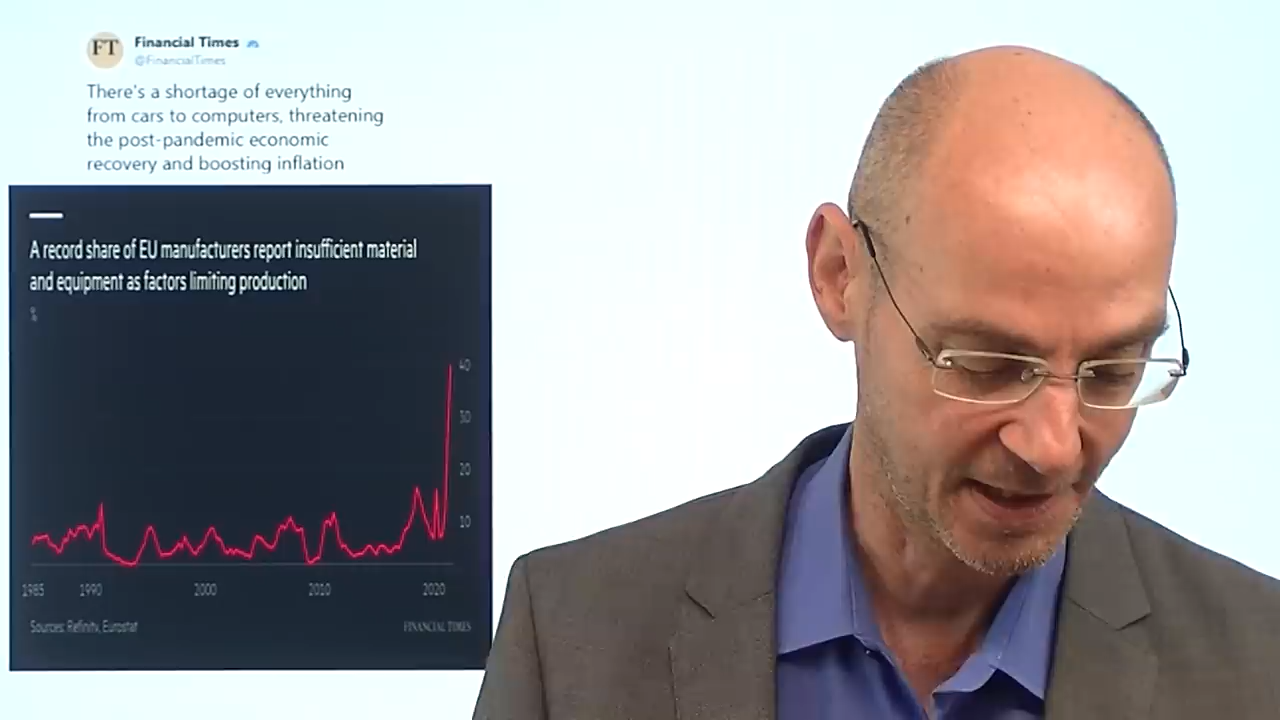 FT
Financial Times
@FinancialTimes
There's a shortage of everything
from cars to computers, threatening
the post-pandemic economic
recovery and boosting inflation
A record share of EU manufacturers report insufficient material
and equipment as factors limiting production
%
40
30
20
10
1985 1990 2000 2010 2020
Sources: Refinitiv, Eurostat
FINANCIAL TIMES